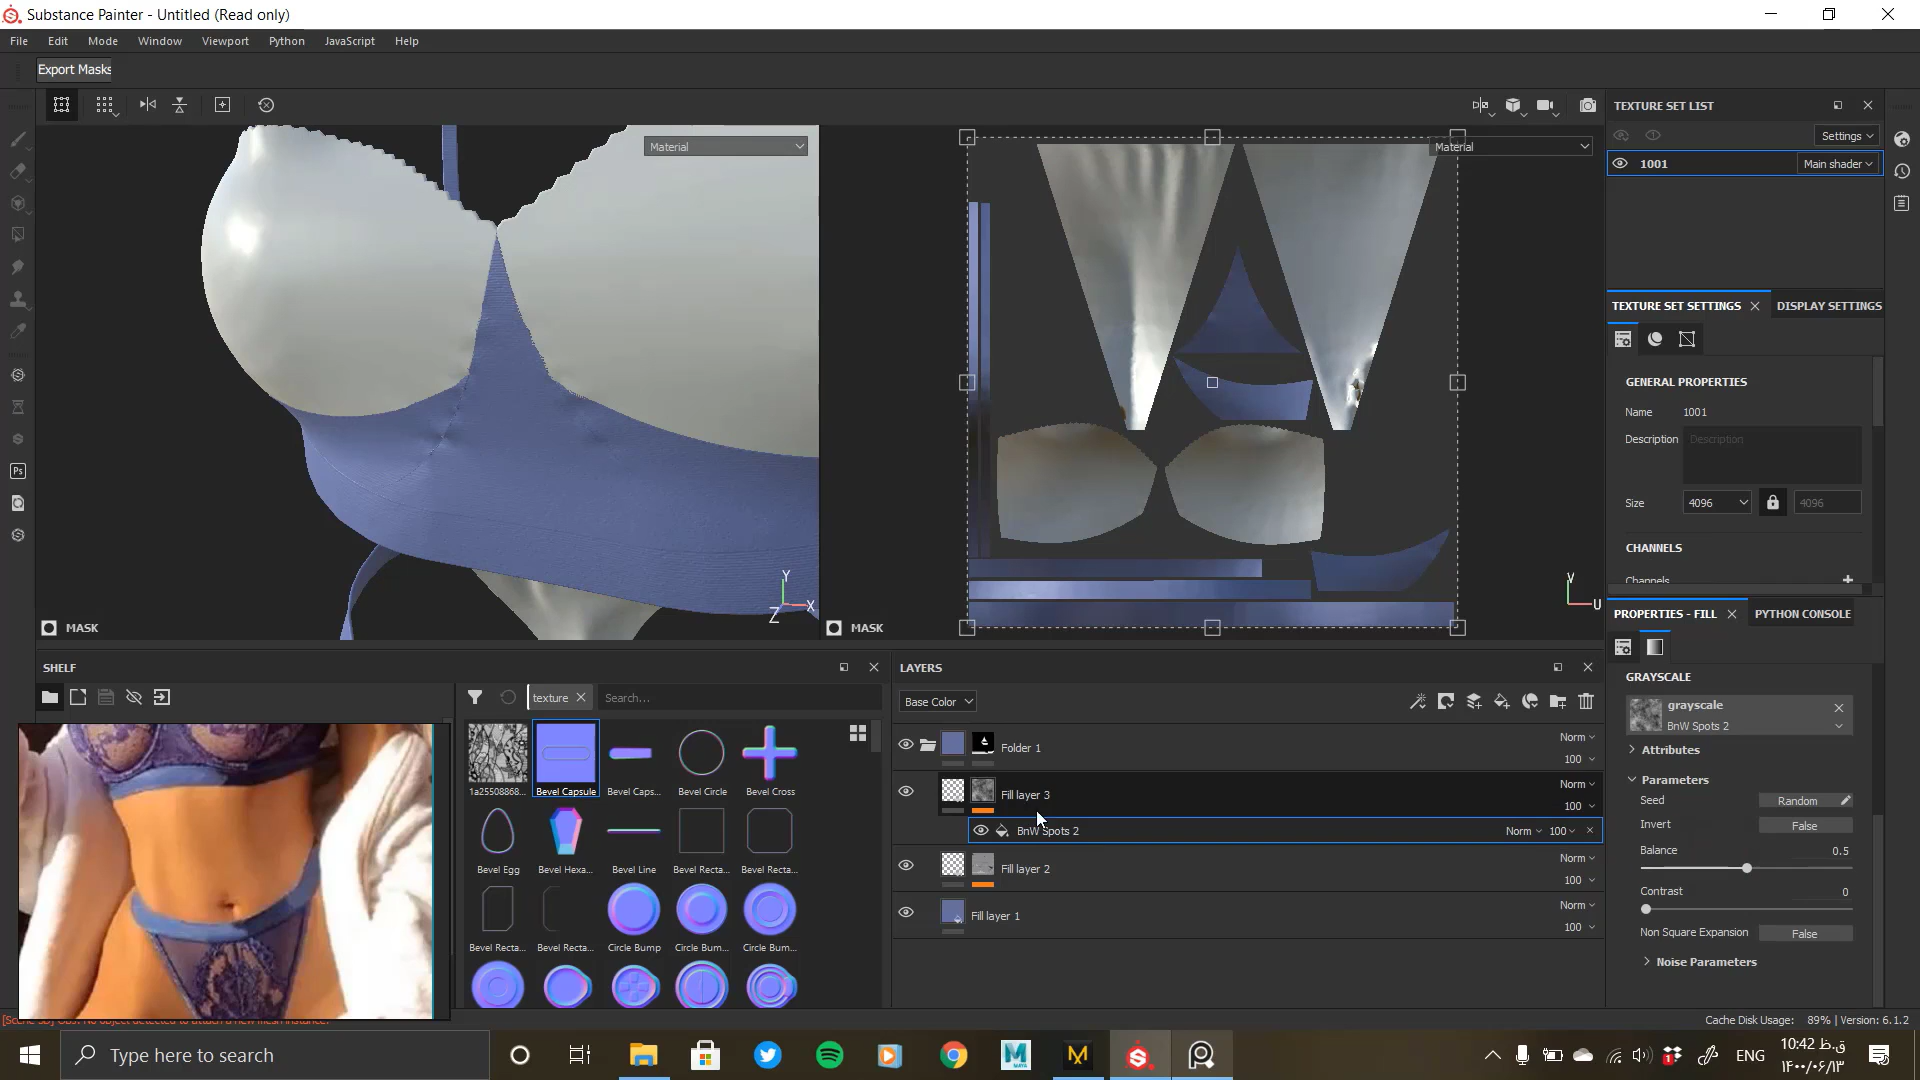 Substance Painter - Untitled (Read only)
File Edit Mode Window Viewport Python JavaScript Help
Export Masks
Material
Material
Y
X
Z
V
U
MASK
MASK
TEXTURE SET LIST
Settings
1001
Main shader
TEXTURE SET SETTINGS
DISPLAY SETTINGS
GENERAL PROPERTIES
Name 1001
Description Description
Size 4096 4096
CHANNELS
Channels
PROPERTIES - FILL
PYTHON CONSOLE
GRAYSCALE
grayscale
BnW Spots 2
Attributes
Parameters
Seed Random
Invert False
Balance 0.5
Contrast 0
Non Square Expansion False
Noise Parameters
SHELF
texture
Search...
1a25508868...
Bevel Capsule
Bevel Caps...
Bevel Circle
Bevel Cross
Bevel Egg
Bevel Hexa...
Bevel Line
Bevel Recta...
Bevel Recta...
Bevel Recta...
Bevel Recta...
Circle Bump
Circle Bum...
Circle Bum...
LAYERS
Base Color
Folder 1
Norm
100
Fill layer 3
Norm
100
BnW Spots 2
Norm 100
Fill layer 2
Norm
100
Fill layer 1
Norm
100
Cache Disk Usage: 89% | Version: 6.1.2
Ps
Type here to search
MAYA
ENG
10:42 ق.ظ
۱۴۰۰/۰۶/۱۳